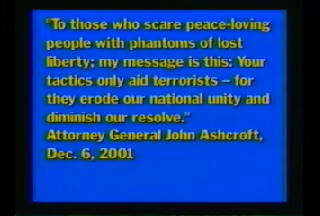 "To those who scare peace-loving
people with phantoms of lost
liberty; my message is this: Your
tactics only aid terrorists – for
they erode our national unity and
diminish our resolve."
Attorney General John Ashcroft,
Dec. 6, 2001